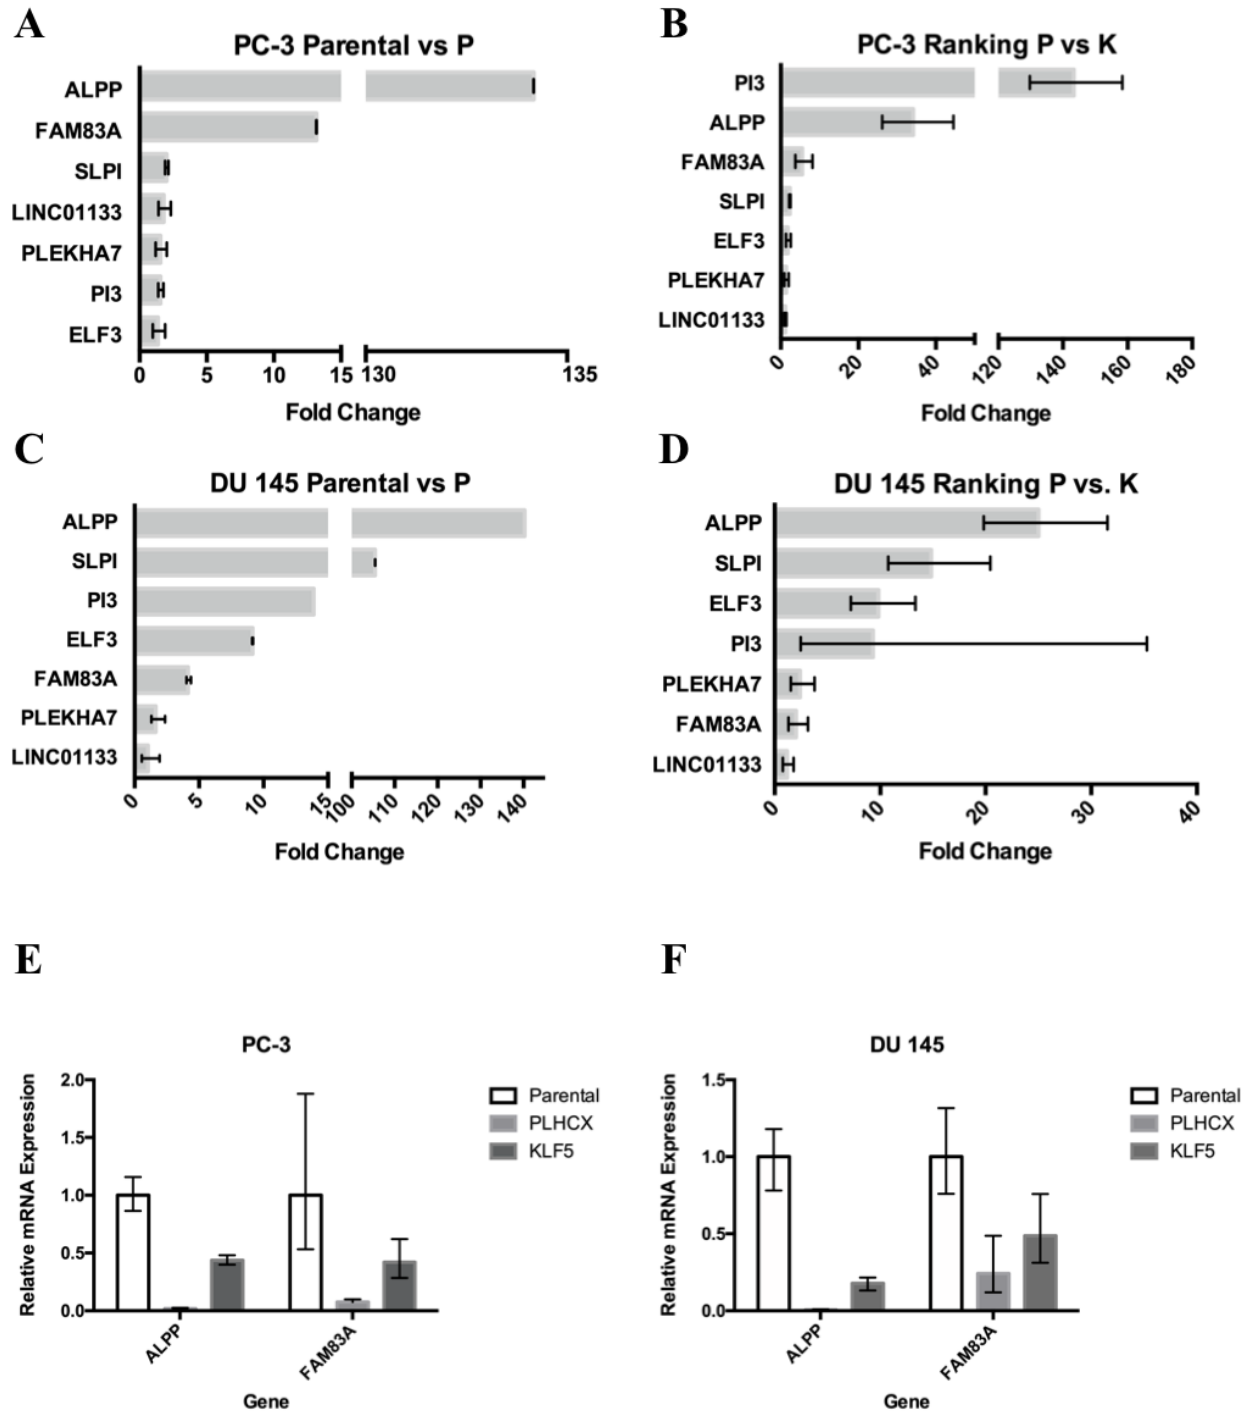 A
PC-3 Parental vs P
ALPP
FAM83A
SLPI
LINC01133
PLEKHA7
PI3
ELF3
0 5 10 15 130 135
Fold Change
B
PC-3 Ranking P vs K
PI3
ALPP
FAM83A
SLPI
ELF3
PLEKHA7
LINC01133
0 20 40 120 140 160 180
Fold Change
C
DU 145 Parental vs P
ALPP
SLPI
PI3
ELF3
FAM83A
PLEKHA7
LINC01133
0 5 10 15 100 110 120 130 140
Fold Change
D
DU 145 Ranking P vs. K
ALPP
SLPI
ELF3
PI3
PLEKHA7
FAM83A
LINC01133
0 10 20 30 40
Fold Change
E
PC-3
Relative mRNA Expression
2.0
1.5
1.0
0.5
0.0
ALPP FAM83A
Gene
Parental
PLHCX
KLF5
F
DU 145
Relative mRNA Expression
1.5
1.0
0.5
0.0
ALPP FAM83A
Gene
Parental
PLHCX
KLF5